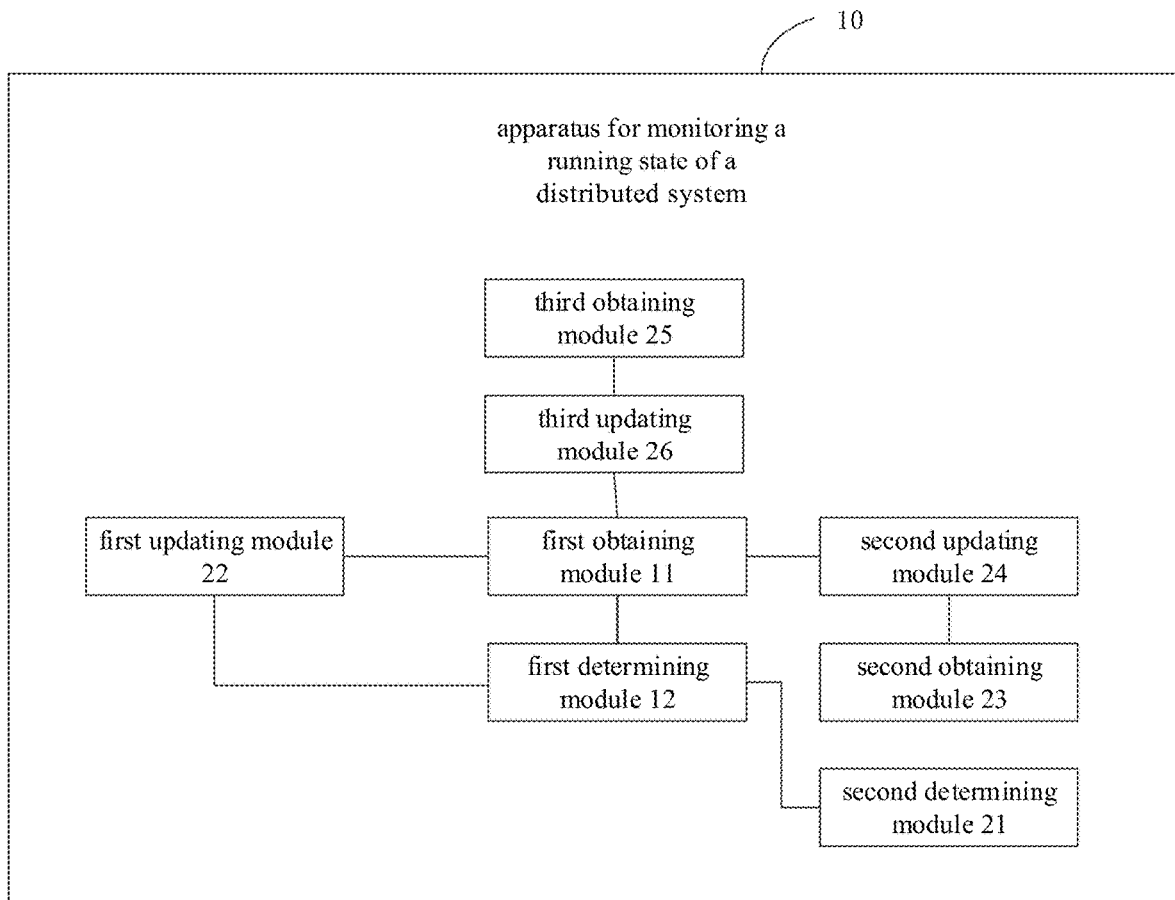 10
apparatus for monitoring a
running state of a
distributed system
third obtaining
module 25
third updating
module 26
first updating module
22
first obtaining
module 11
second updating
module 24
first determining
module 12
second obtaining
module 23
second determining
module 21